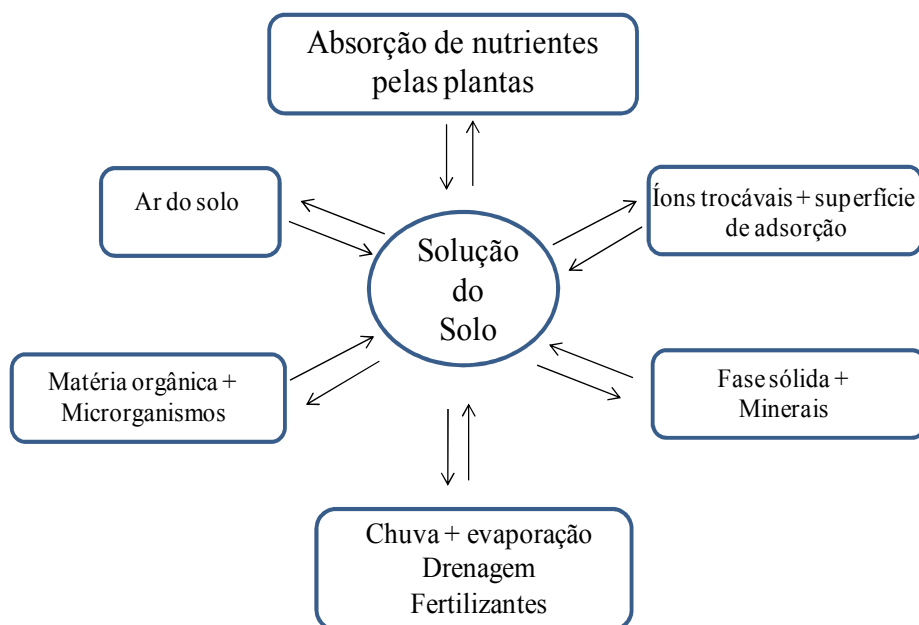 Absorção de nutrientes
pelas plantas
Ar do solo
Íons trocávais + superfície
de adsorção
Solução
do
Solo
Matéria orgânica +
Microrganismos
Fase sólida +
Minerais
Chuva + evaporação
Drenagem
Fertilizantes